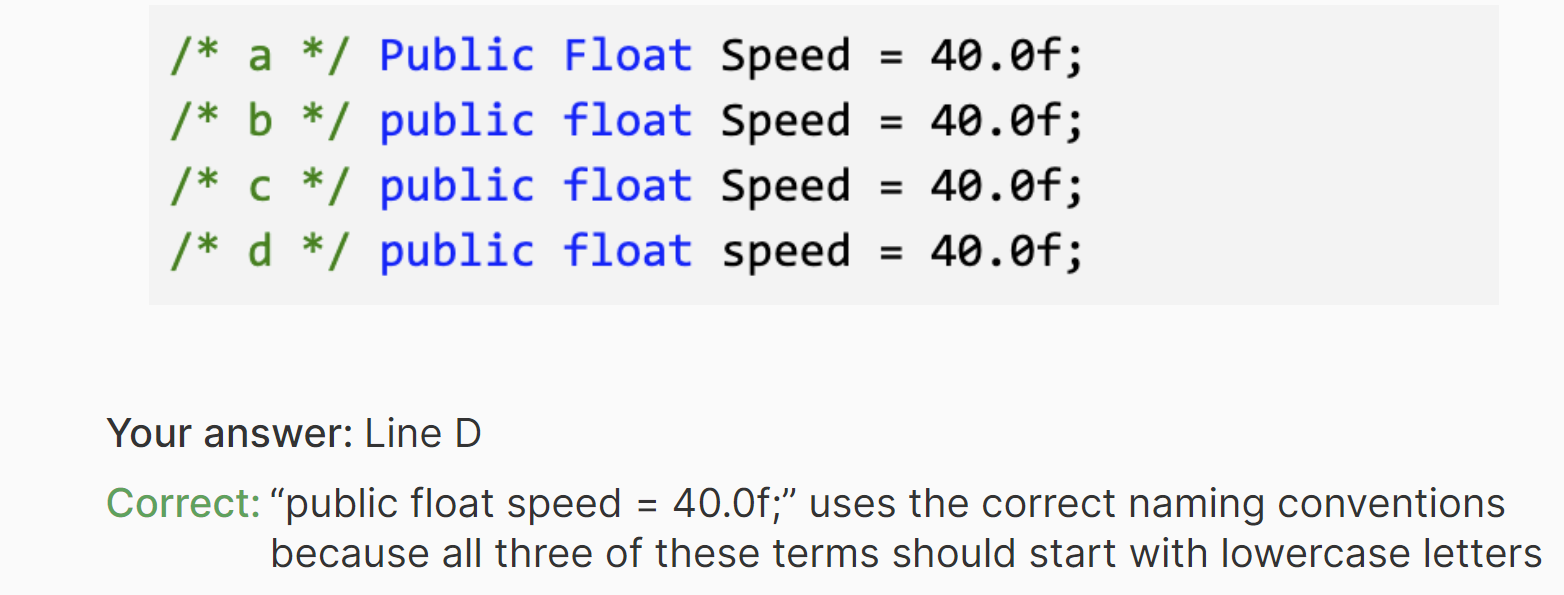 /* a */ Public Float Speed = 40.0f;
/* b */ public float Speed = 40.0f;
/* c */ public float Speed = 40.0f;
/* d */ public float speed = 40.0f;
Your answer: Line D
Correct: “public float speed = 40.0f;” uses the correct naming conventions
because all three of these terms should start with lowercase letters